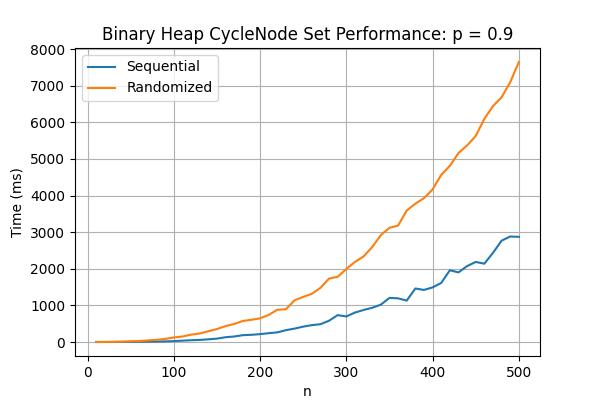 Binary Heap CycleNode Set Performance: p = 0.9
Sequential
Randomized
Time (ms)
8000
7000
6000
5000
4000
3000
2000
1000
0
0 100 200 300 400 500
n